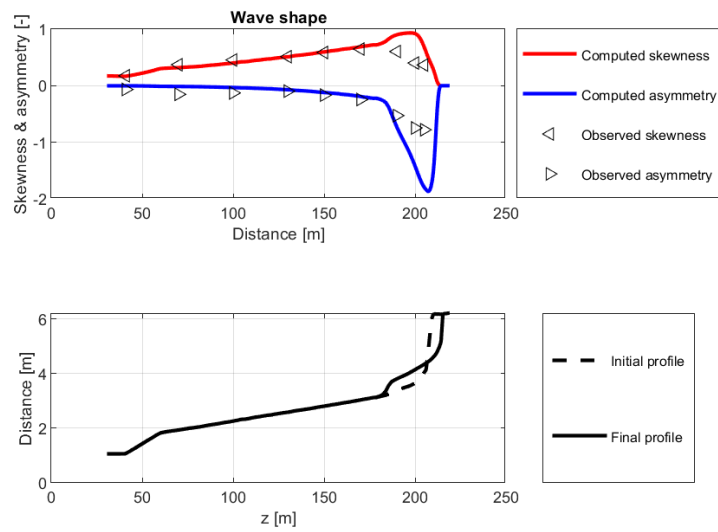 Wave shape
Skewness & asymmetry [-]
1
0
-1
-2
0
50
100
150
200
250
Distance [m]
Computed skewness
Computed asymmetry
Observed skewness
Observed asymmetry
Distance [m]
6
4
2
0
0
50
100
150
200
250
z [m]
Initial profile
Final profile